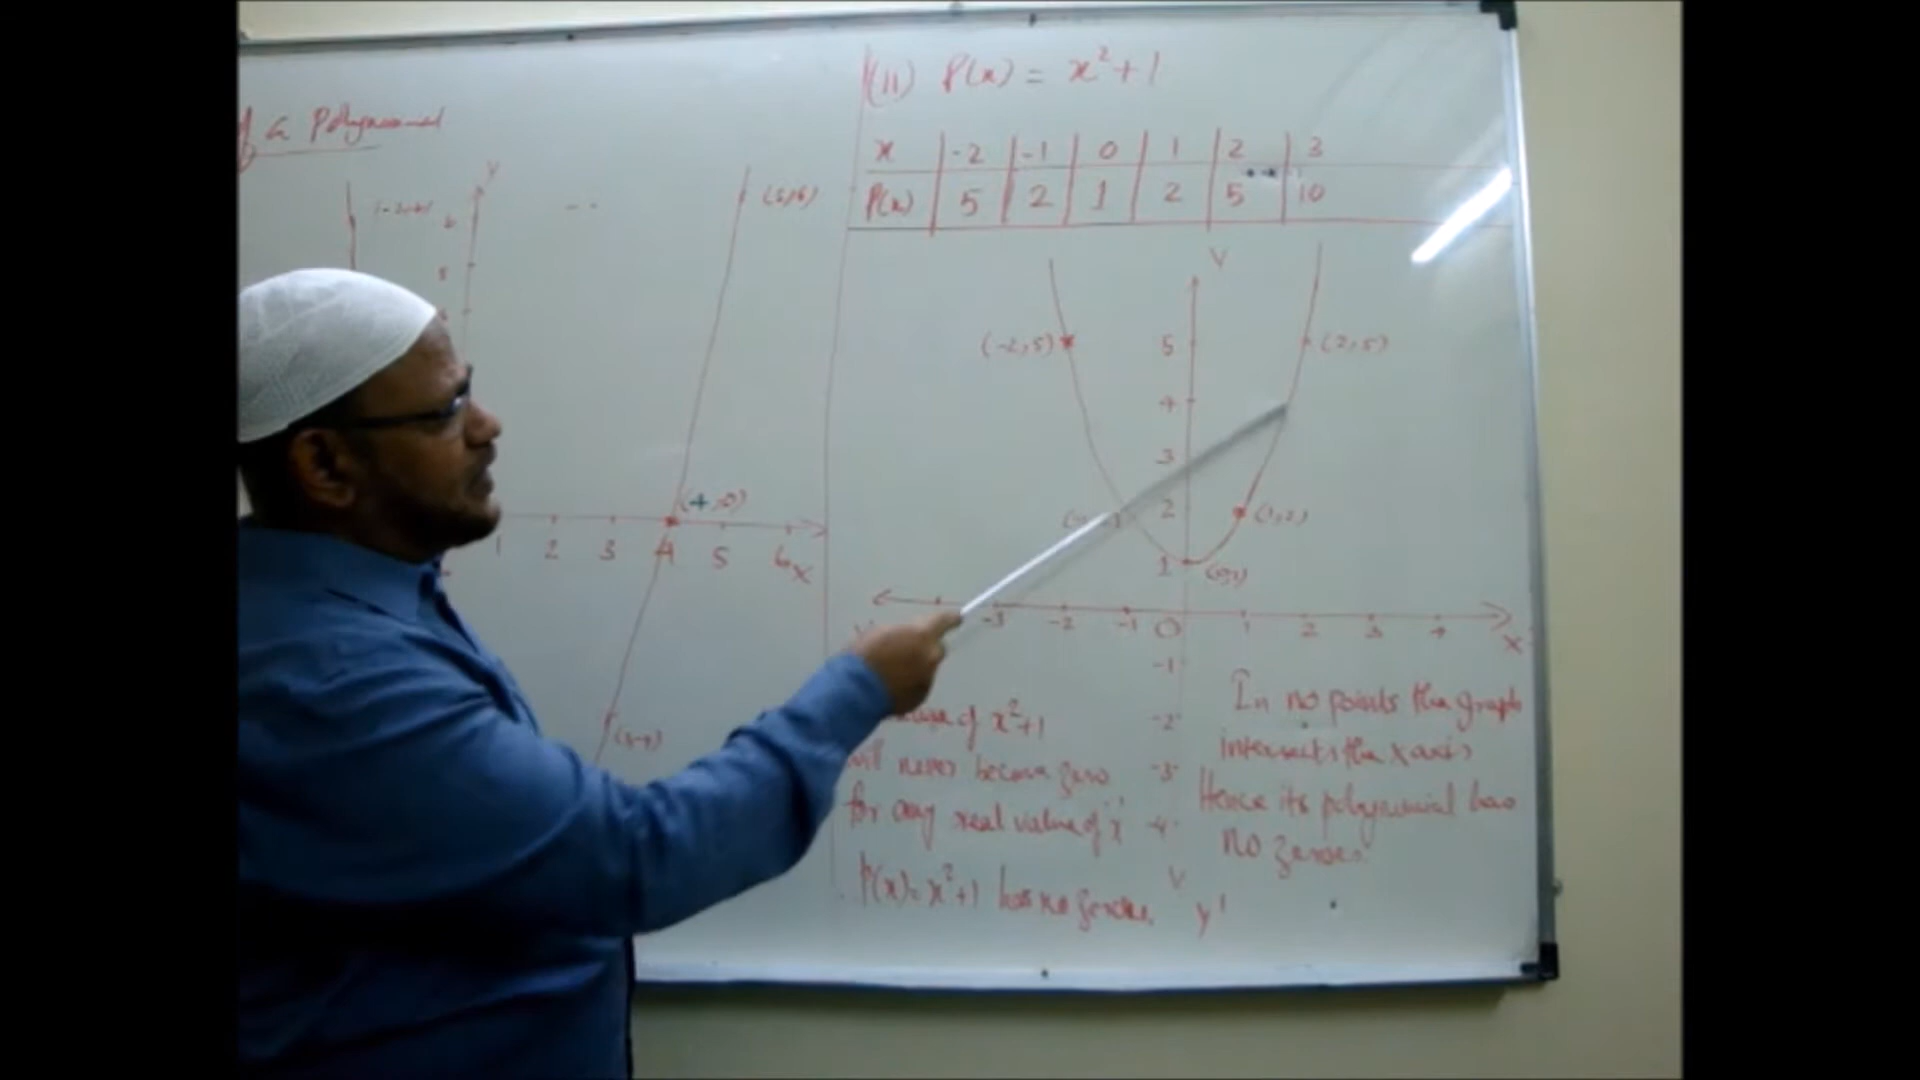 of a Polynomial
Y
(5,6)
(4,0)
1 2 3 4 5 6 X
(II) P(x) = x²+1
x -2 -1 0 1 2 3
P(x) 5 2 1 2 5 10
Y
(-2,5) 5 (2,5)
4
3
2 (1,2)
1 (0,1)
-3 -2 -1 O 1 2 3 4 X
-1
-2
-3
-4
of x²+1
will never become zero
for any real value of 'x'
P(x)=x²+1 has no zeroes.
Y'
In no points the graph
intersects the x axis
Hence its polynomial has
no zeroes.